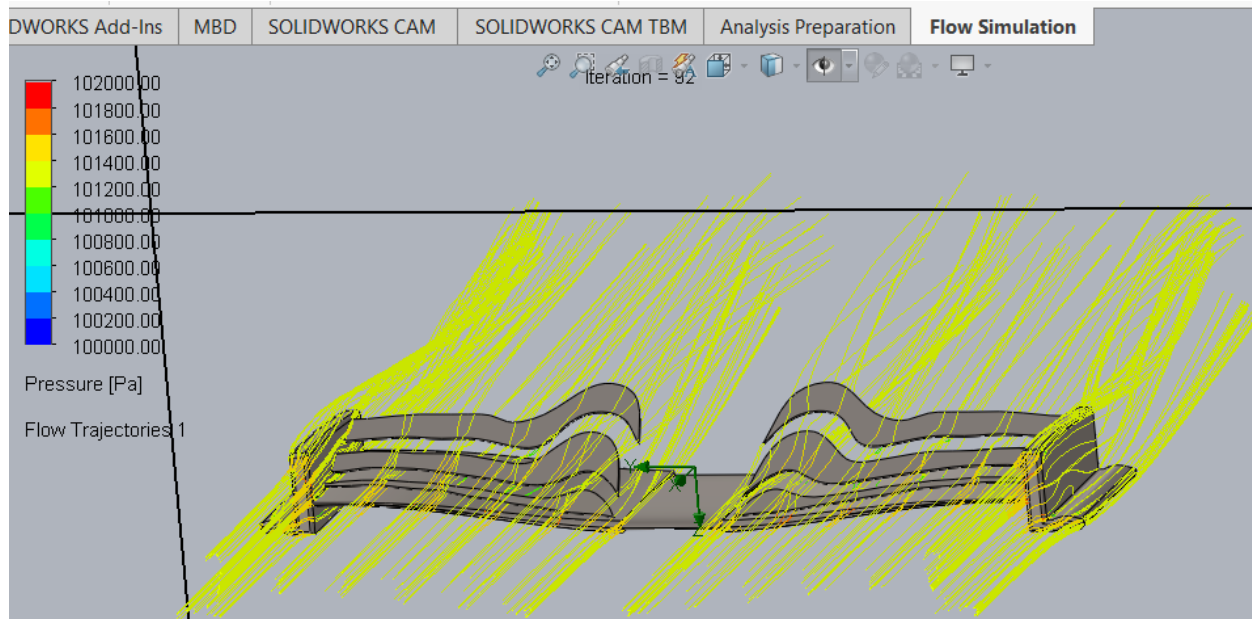 DWORKS Add-Ins MBD SOLIDWORKS CAM SOLIDWORKS CAM TBM Analysis Preparation Flow Simulation
Iteration = 92
102000.00
101800.00
101600.00
101400.00
101200.00
101000.00
100800.00
100600.00
100400.00
100200.00
100000.00
Pressure [Pa]
Flow Trajectories 1
Y
X
Z